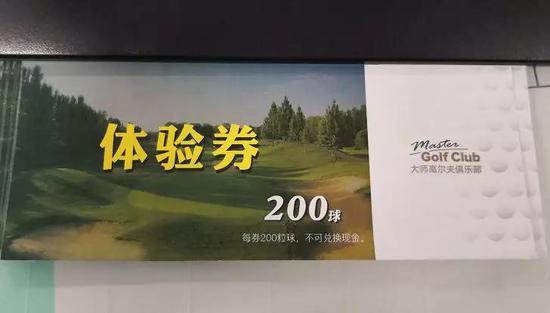 体验券
200球
每券200粒球,不可兑换现金。
Master
Golf Club
大师高尔夫俱乐部